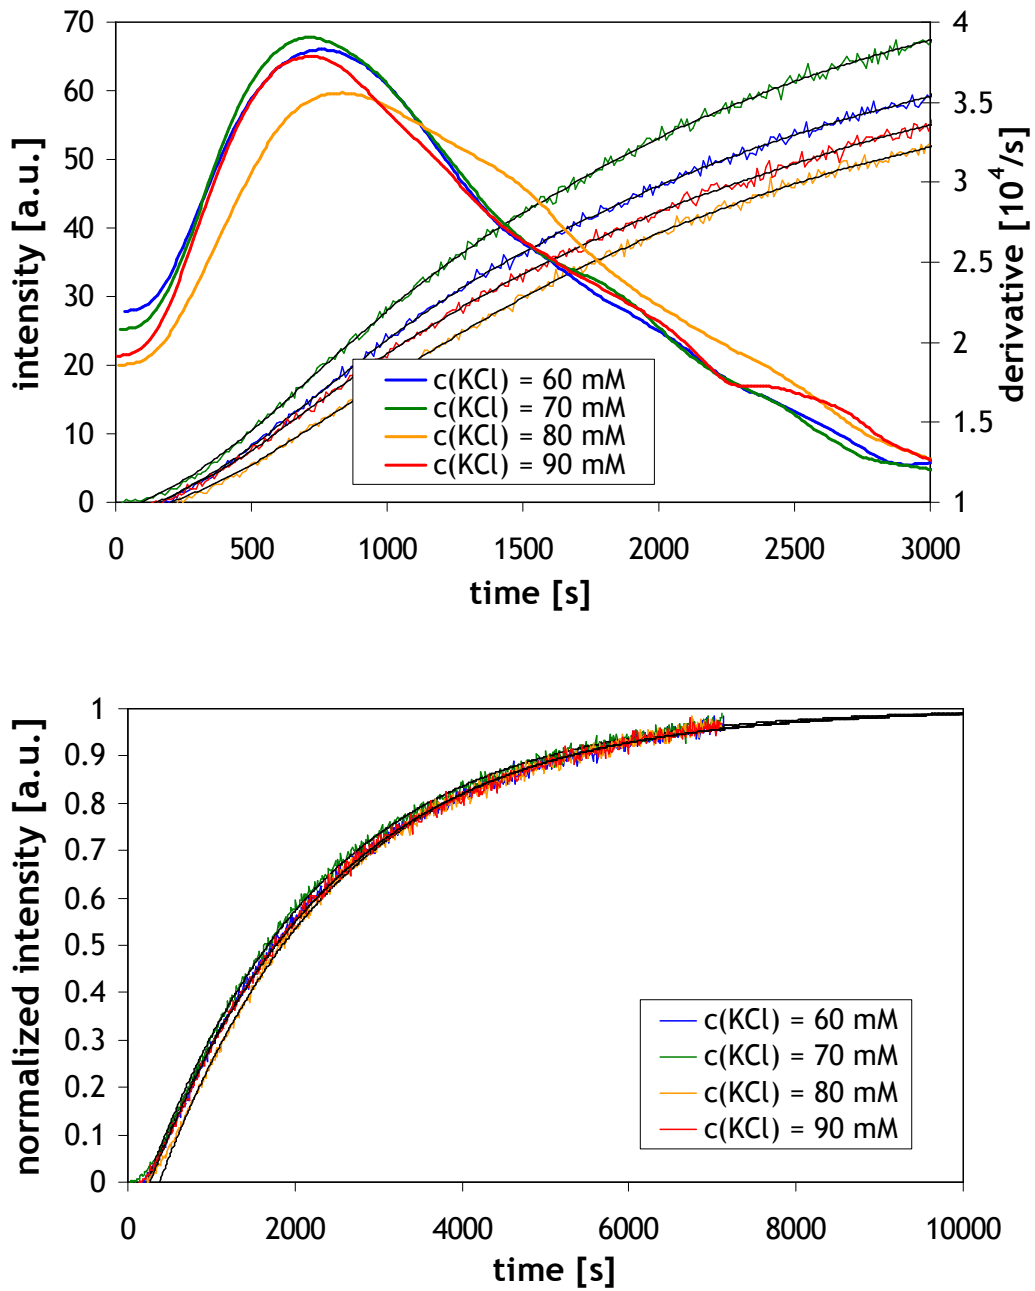 70
60
50
40
30
20
10
0
intensity [a.u.]
4
3.5
3
2.5
2
1.5
1
derivative [10⁴/s]
c(KCl) = 60 mM
c(KCl) = 70 mM
c(KCl) = 80 mM
c(KCl) = 90 mM
0 500 1000 1500 2000 2500 3000
time [s]
1
0.9
0.8
0.7
0.6
0.5
0.4
0.3
0.2
0.1
0
normalized intensity [a.u.]
c(KCl) = 60 mM
c(KCl) = 70 mM
c(KCl) = 80 mM
c(KCl) = 90 mM
0 2000 4000 6000 8000 10000
time [s]